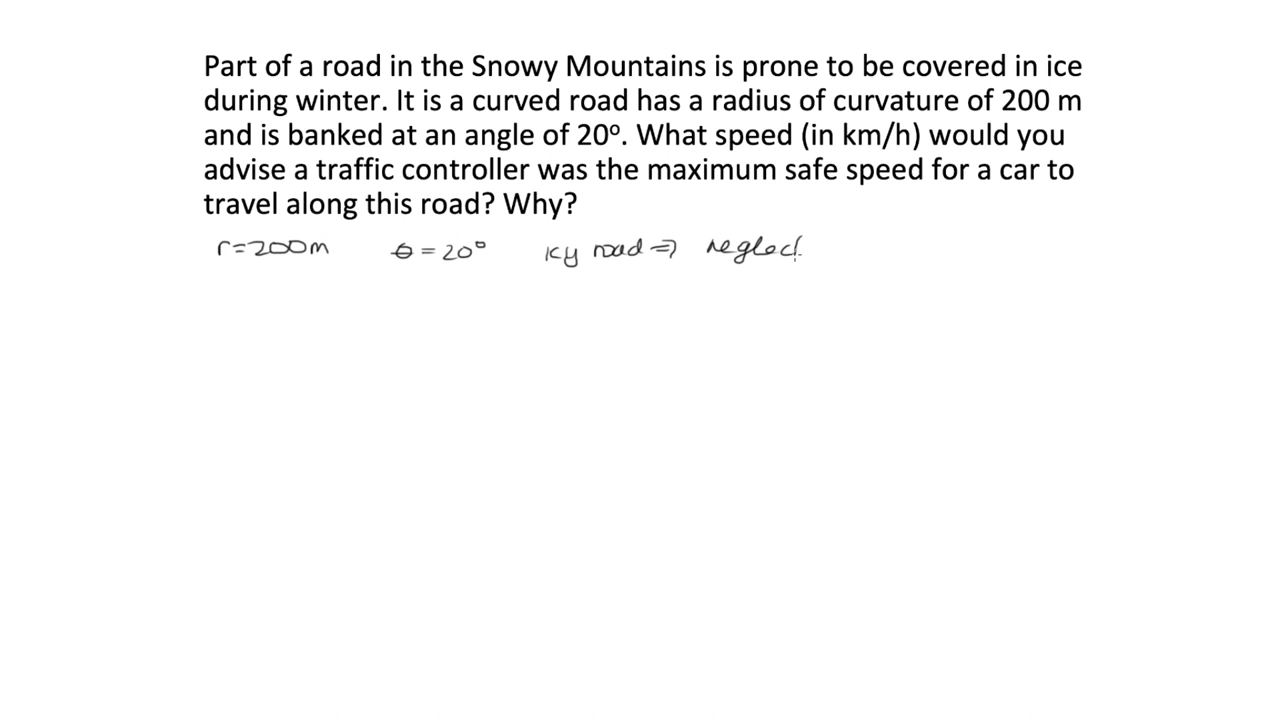 Part of a road in the Snowy Mountains is prone to be covered in ice
during winter. It is a curved road has a radius of curvature of 200 m
and is banked at an angle of 20º. What speed (in km/h) would you
advise a traffic controller was the maximum safe speed for a car to
travel along this road? Why?
r=200m θ=20° icy road ⇒ neglect